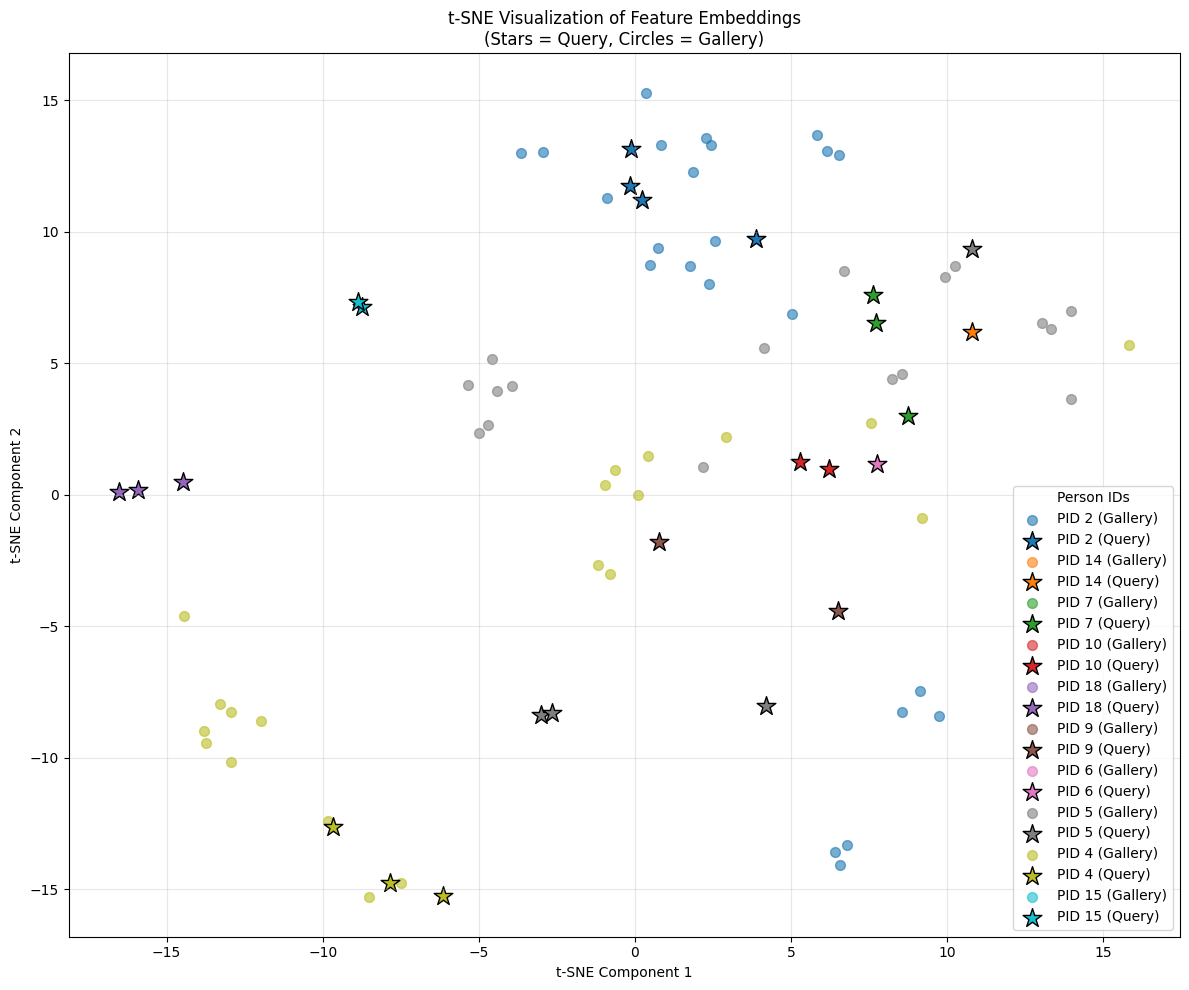 t-SNE Visualization of Feature Embeddings
(Stars = Query, Circles = Gallery)
t-SNE Component 2
15
10
5
0
−5
−10
−15
−15
−10
−5
0
5
10
15
t-SNE Component 1
Person IDs
PID 2 (Gallery)
PID 2 (Query)
PID 14 (Gallery)
PID 14 (Query)
PID 7 (Gallery)
PID 7 (Query)
PID 10 (Gallery)
PID 10 (Query)
PID 18 (Gallery)
PID 18 (Query)
PID 9 (Gallery)
PID 9 (Query)
PID 6 (Gallery)
PID 6 (Query)
PID 5 (Gallery)
PID 5 (Query)
PID 4 (Gallery)
PID 4 (Query)
PID 15 (Gallery)
PID 15 (Query)